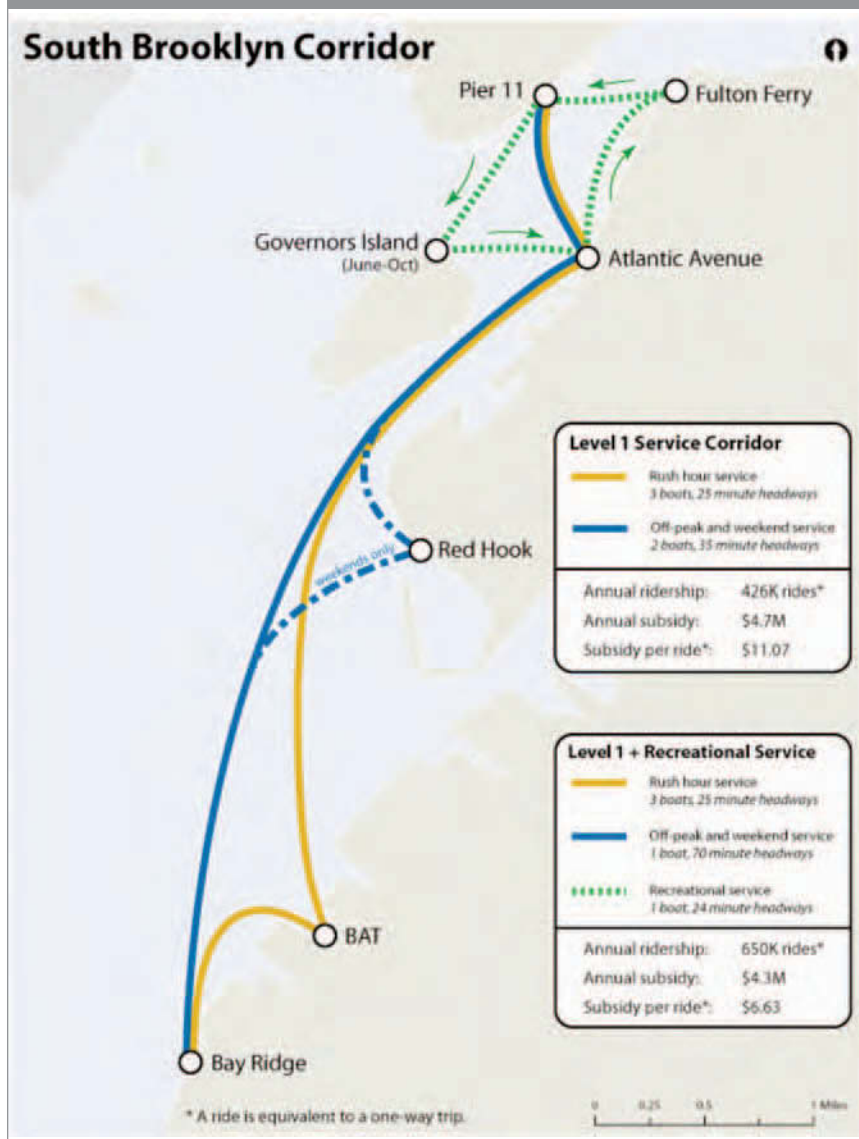 South Brooklyn Corridor
Pier 11
Fulton Ferry
Governors Island
(June-Oct)
Atlantic Avenue
Level 1 Service Corridor
Rush hour service
3 boats, 25 minute headways
Off-peak and weekend service
2 boats, 35 minute headways
Red Hook
weekends only
Annual ridership: 426K rides*
Annual subsidy: $4.7M
Subsidy per ride*: $11.07
Level 1 + Recreational Service
Rush hour service
3 boats, 25 minute headways
Off-peak and weekend service
1 boat, 70 minute headways
Recreational service
1 boat, 24 minute headways
BAT
Annual ridership: 650K rides*
Annual subsidy: $4.3M
Subsidy per ride*: $6.63
Bay Ridge
* A ride is equivalent to a one-way trip.
0 0.25 0.5 1 Miles